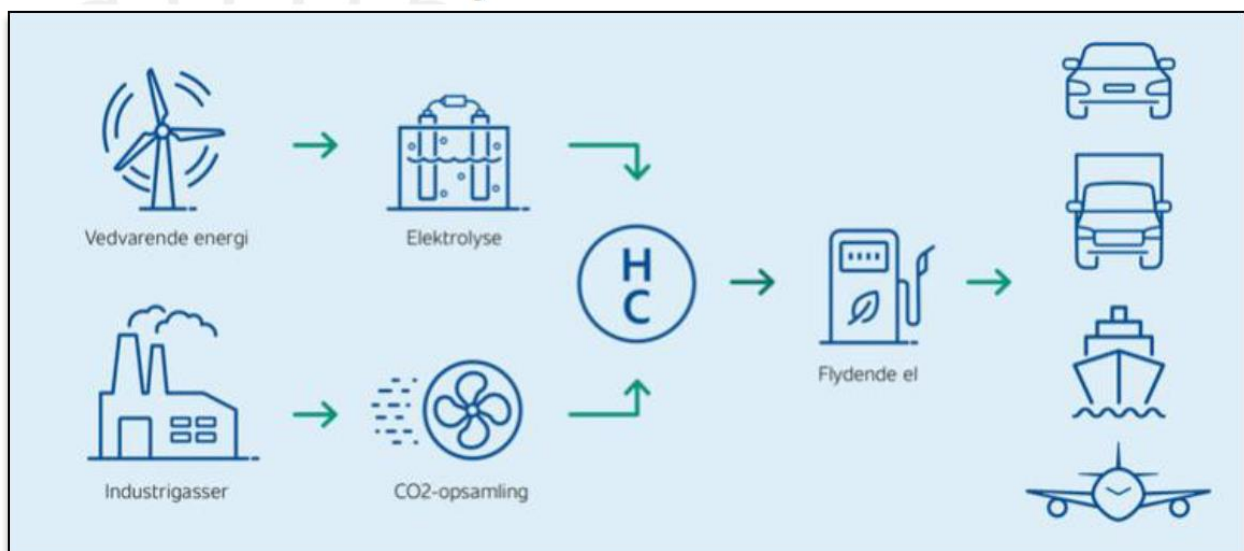 Vedvarende energi
Elektrolyse
H
C
Flydende el
Industrigasser
CO2-opsamling